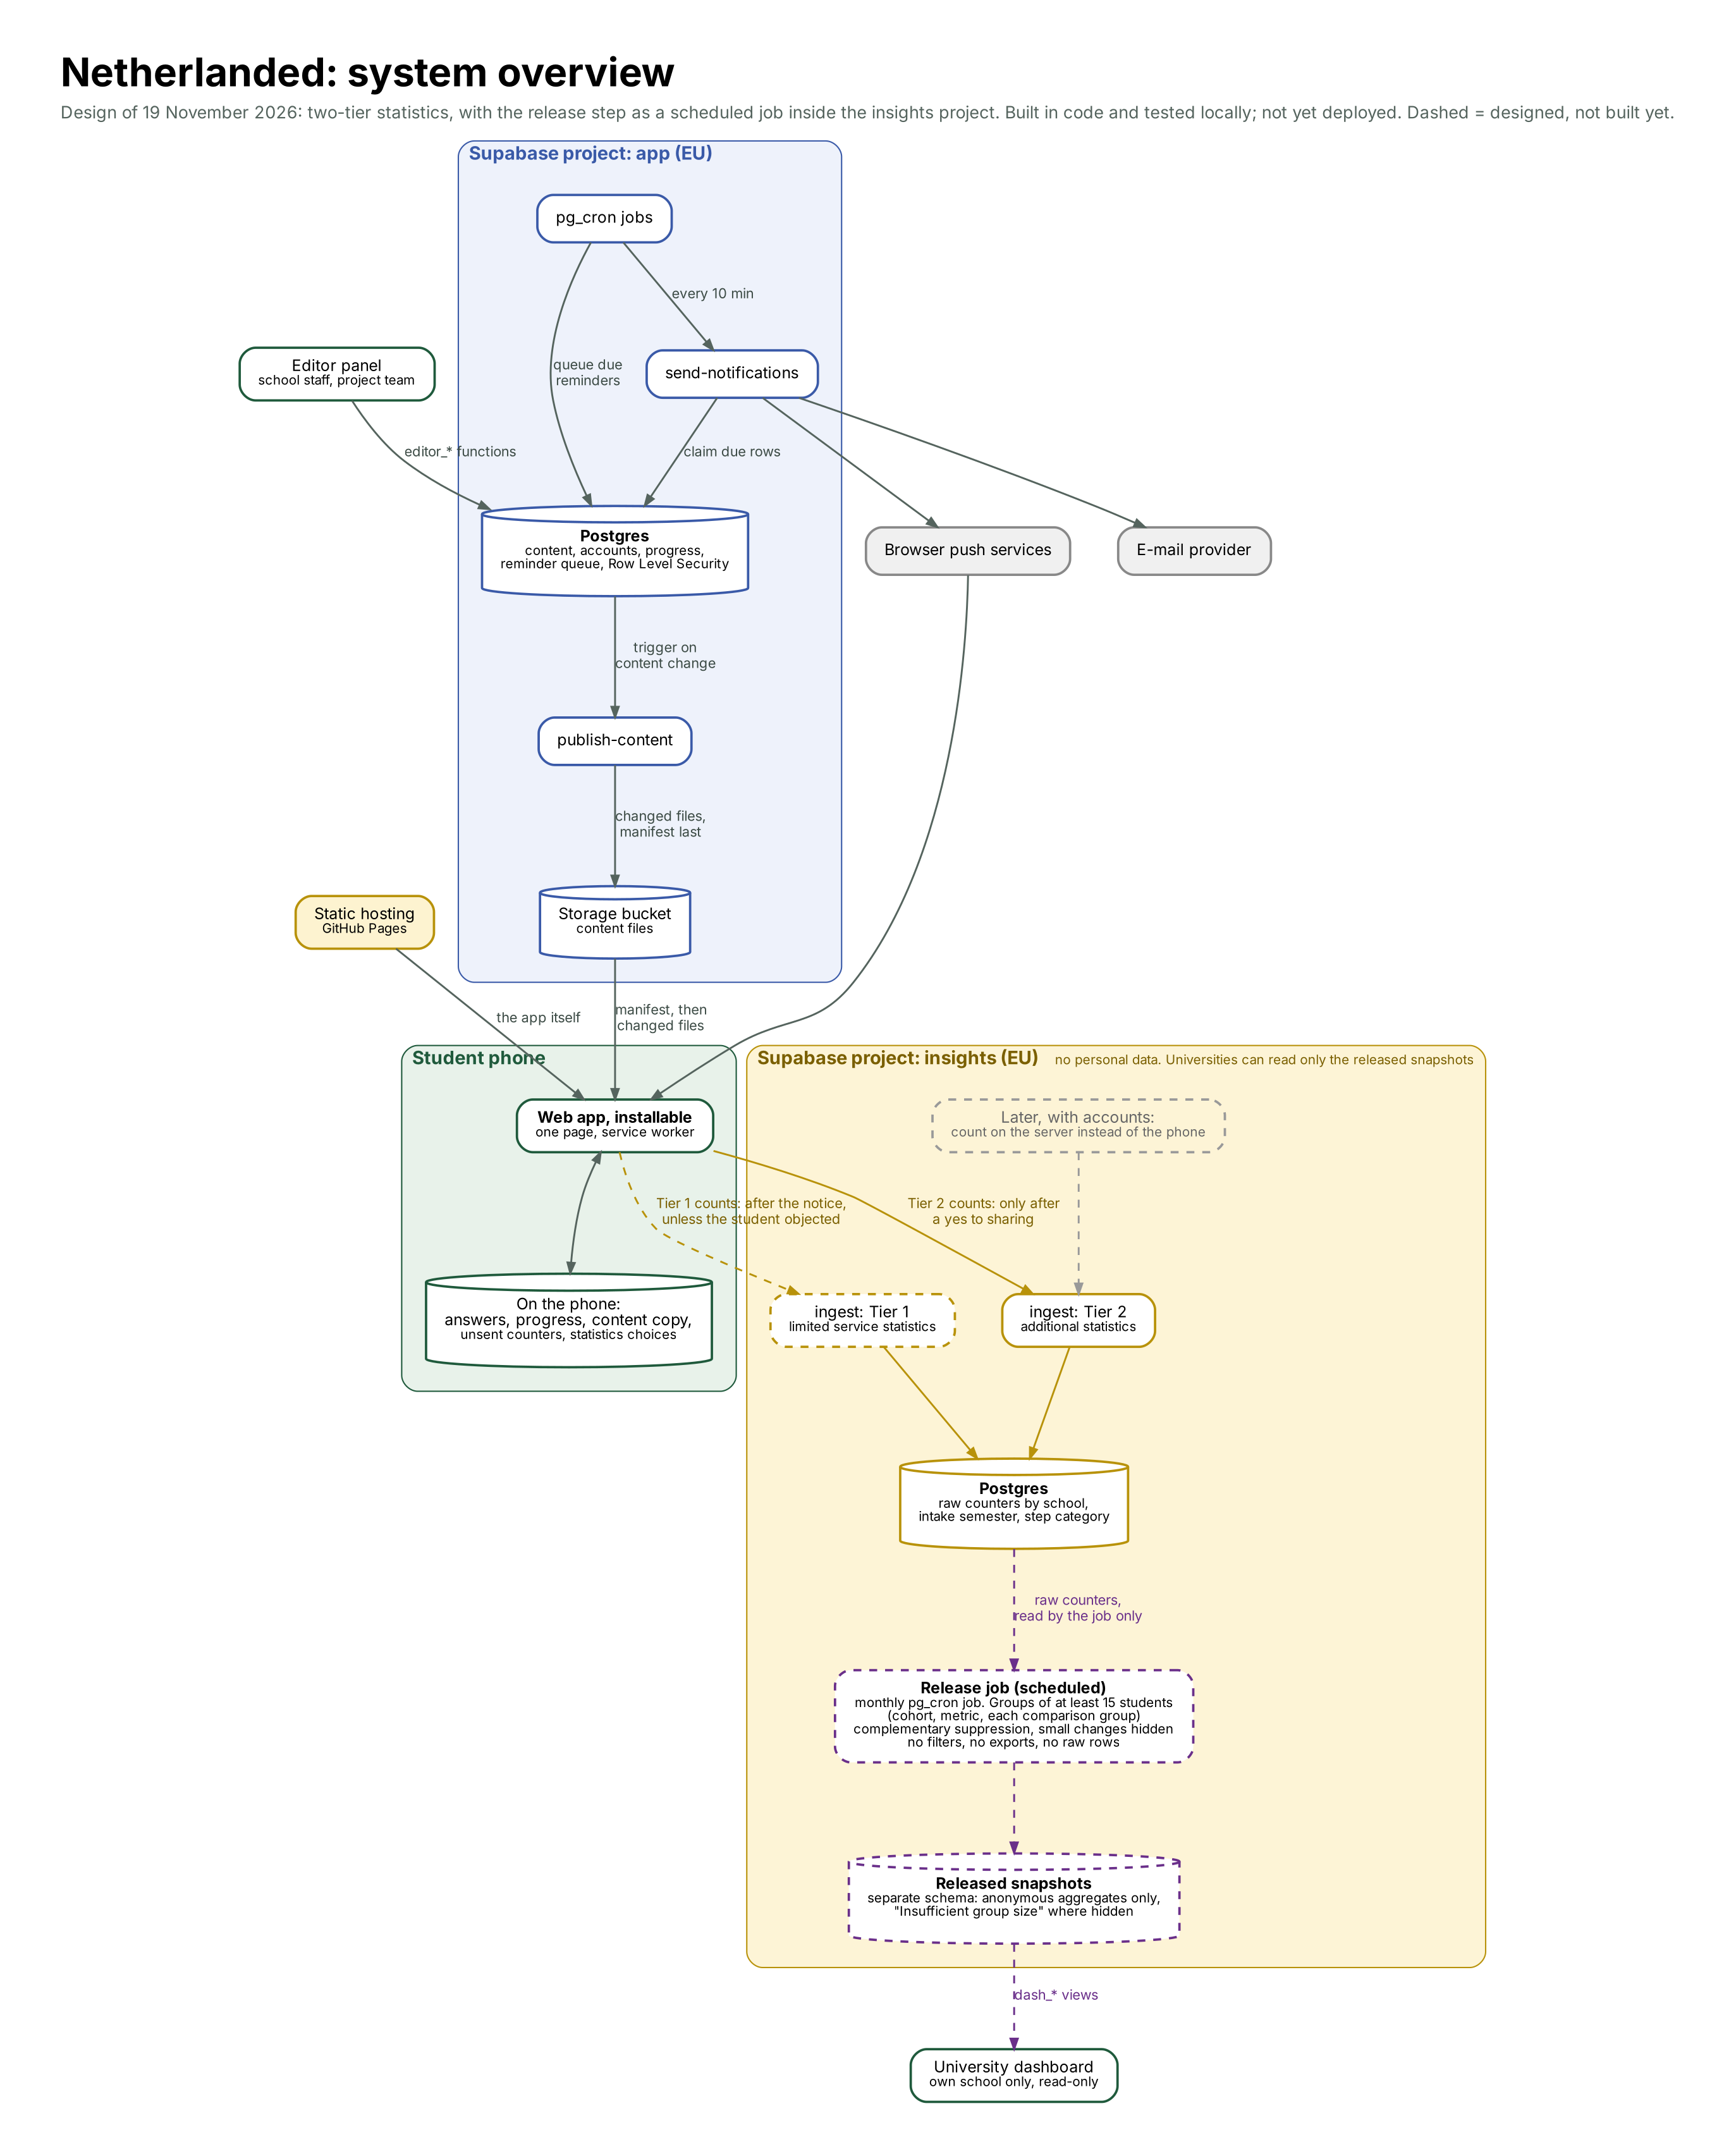 Netherlanded: system overview
Design of 19 November 2026: two-tier statistics, with the release step as a scheduled job inside the insights project. Built in code and tested locally; not yet deployed. Dashed = designed, not built yet.
Supabase project: app (EU)
pg_cron jobs
every 10 min
queue due
reminders
send-notifications
Editor panel
school staff, project team
editor_* functions
claim due rows
Postgres
content, accounts, progress,
reminder queue, Row Level Security
Browser push services
E-mail provider
trigger on
content change
publish-content
changed files,
manifest last
Storage bucket
content files
Static hosting
GitHub Pages
the app itself
manifest, then
changed files
Student phone
Web app, installable
one page, service worker
On the phone:
answers, progress, content copy,
unsent counters, statistics choices
Supabase project: insights (EU) no personal data. Universities can read only the released snapshots
Later, with accounts:
count on the server instead of the phone
Tier 1 counts: after the notice,
unless the student objected
Tier 2 counts: only after
a yes to sharing
ingest: Tier 1
limited service statistics
ingest: Tier 2
additional statistics
Postgres
raw counters by school,
intake semester, step category
raw counters,
read by the job only
Release job (scheduled)
monthly pg_cron job. Groups of at least 15 students
(cohort, metric, each comparison group)
complementary suppression, small changes hidden
no filters, no exports, no raw rows
Released snapshots
separate schema: anonymous aggregates only,
"Insufficient group size" where hidden
dash_* views
University dashboard
own school only, read-only